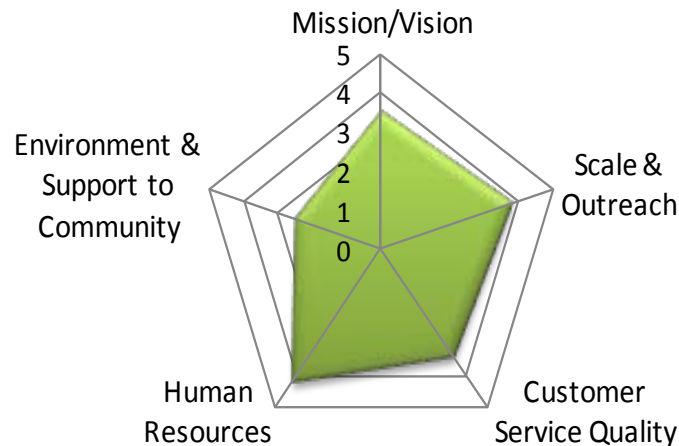 Mission/Vision
5
4
3
2
1
0
Environment &
Support to
Community
Scale &
Outreach
Human
Resources
Customer
Service Quality